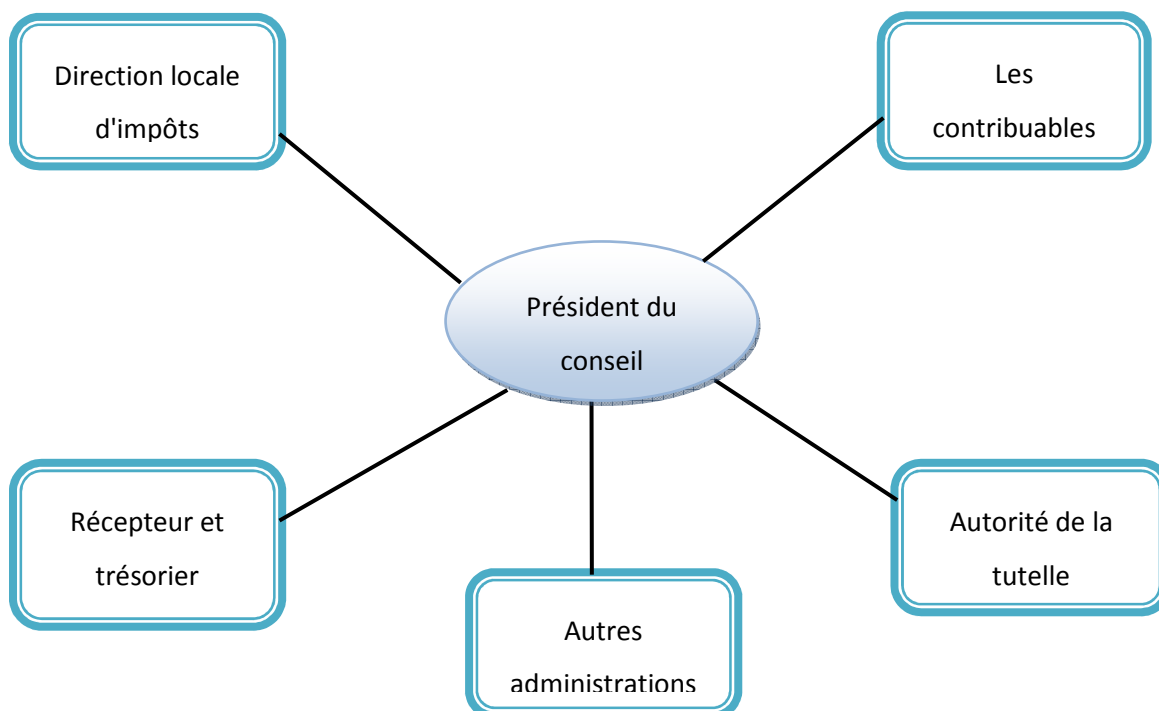 Direction locale
d'impôts
Les
contribuables
Président du
conseil
Récepteur et
trésorier
Autorité de la
tutelle
Autres
administrations